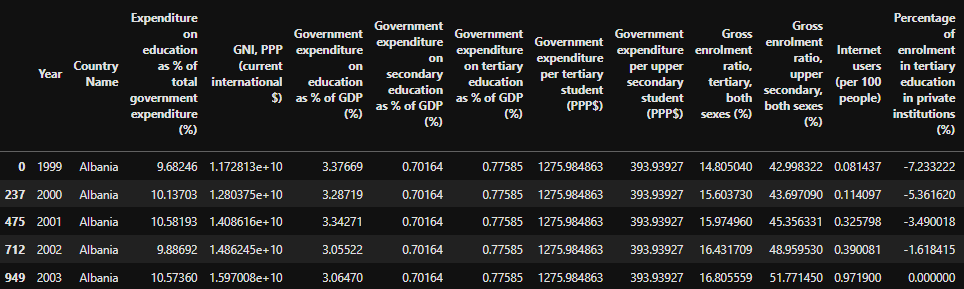 Year Country Name Expenditure on education as % of total government expenditure (%) GNI, PPP (current international $) Government expenditure on education as % of GDP (%) Government expenditure on secondary education as % of GDP (%) Government expenditure on tertiary education as % of GDP (%) Government expenditure per tertiary student (PPP$) Government expenditure per upper secondary student (PPP$) Gross enrolment ratio, tertiary, both sexes (%) Gross enrolment ratio, upper secondary, both sexes (%) Internet users (per 100 people) Percentage of enrolment in tertiary education in private institutions (%)
0 1999 Albania 9.68246 1.172813e+10 3.37669 0.70164 0.77585 1275.984863 393.93927 14.805040 42.998322 0.081437 -7.233222
237 2000 Albania 10.13703 1.280375e+10 3.28719 0.70164 0.77585 1275.984863 393.93927 15.603730 43.697090 0.114097 -5.361620
475 2001 Albania 10.58193 1.408616e+10 3.34271 0.70164 0.77585 1275.984863 393.93927 15.974960 45.356331 0.325798 -3.490018
712 2002 Albania 9.88692 1.486245e+10 3.05522 0.70164 0.77585 1275.984863 393.93927 16.431709 48.959530 0.390081 -1.618415
949 2003 Albania 10.57360 1.597008e+10 3.06470 0.70164 0.77585 1275.984863 393.93927 16.805559 51.771450 0.971900 0.000000